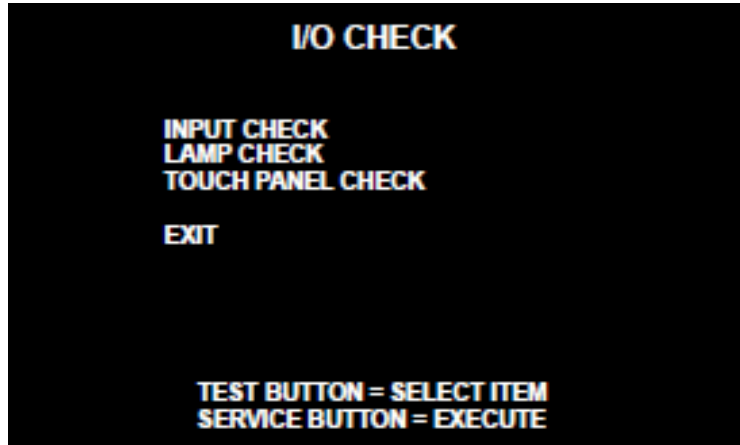 I/O CHECK
INPUT CHECK
LAMP CHECK
TOUCH PANEL CHECK
EXIT
TEST BUTTON = SELECT ITEM
SERVICE BUTTON = EXECUTE